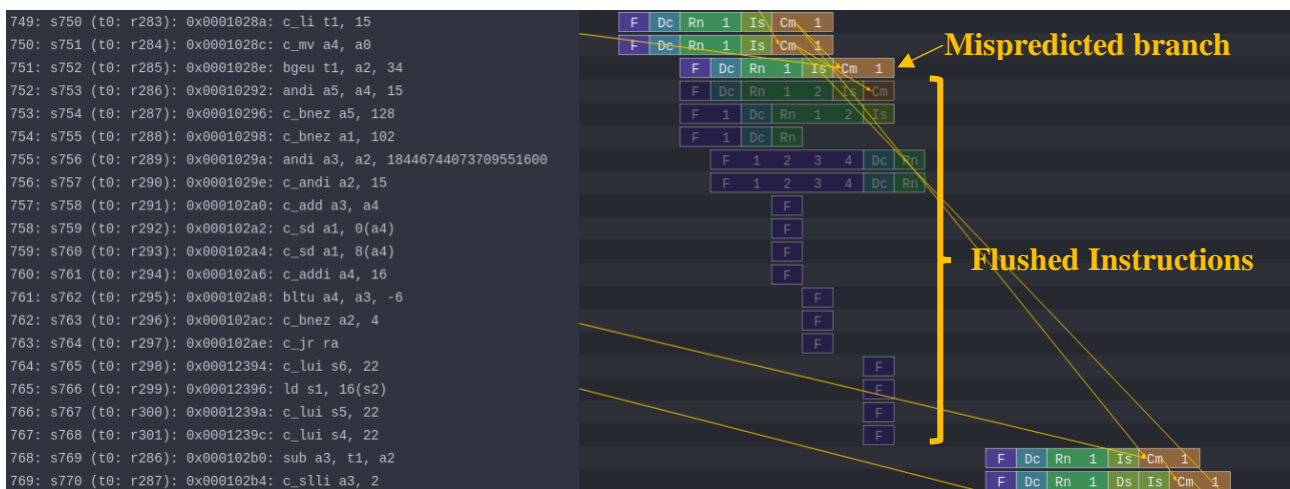 749: s750 (t0: r283): 0x0001028a: c_li t1, 15 F Dc Rn 1 Is Cm 1
750: s751 (t0: r284): 0x0001028c: c_mv a4, a0 F Dc Rn 1 Is Cm 1 Mispredicted branch
751: s752 (t0: r285): 0x0001028e: bgeu t1, a2, 34 F Dc Rn 1 Is Cm 1
752: s753 (t0: r286): 0x00010292: andi a5, a4, 15 F Dc Rn 1 2 Is Cm
753: s754 (t0: r287): 0x00010296: c_bnez a5, 128 F 1 Dc Rn 1 2 Is
754: s755 (t0: r288): 0x00010298: c_bnez a1, 102 F 1 Dc Rn
755: s756 (t0: r289): 0x0001029a: andi a3, a2, 18446744073709551600 F 1 2 3 4 Dc Rn
756: s757 (t0: r290): 0x0001029e: c_andi a2, 15 F 1 2 3 4 Dc Rn
757: s758 (t0: r291): 0x000102a0: c_add a3, a4 F
758: s759 (t0: r292): 0x000102a2: c_sd a1, 0(a4) F
759: s760 (t0: r293): 0x000102a4: c_sd a1, 8(a4) F Flushed Instructions
760: s761 (t0: r294): 0x000102a6: c_addi a4, 16 F
761: s762 (t0: r295): 0x000102a8: bltu a4, a3, -6 F
762: s763 (t0: r296): 0x000102ac: c_bnez a2, 4 F
763: s764 (t0: r297): 0x000102ae: c_jr ra F
764: s765 (t0: r298): 0x00012394: c_lui s6, 22 F
765: s766 (t0: r299): 0x00012396: ld s1, 16(s2) F
766: s767 (t0: r300): 0x0001239a: c_lui s5, 22 F
767: s768 (t0: r301): 0x0001239c: c_lui s4, 22 F
768: s769 (t0: r286): 0x000102b0: sub a3, t1, a2 F Dc Rn 1 Is Cm 1
769: s770 (t0: r287): 0x000102b4: c_slli a3, 2 F Dc Rn 1 Ds Is Cm 1